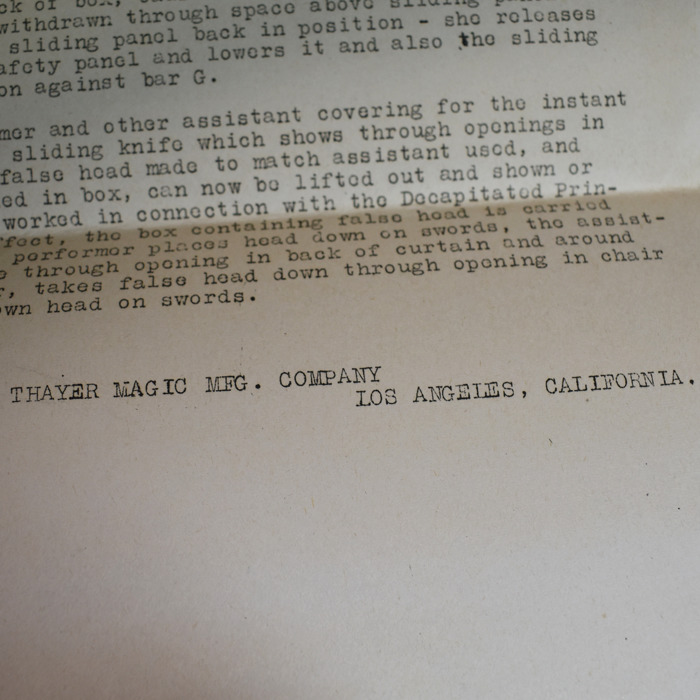 ck of box,
withdrawn through space above sliding
sliding panel back in position - she releases
afety panel and lowers it and also the sliding
on against bar G.
mer and other assistant covering for the instant
sliding knife which shows through openings in
false head made to match assistant used, and
ed in box, can now be lifted out and shown or
worked in connection with the Decapitated Prin-
ffect, the box containing false head is carried
performer places head down on swords, the assist-
through opening in back of curtain and around
r, takes false head down through opening in chair
own head on swords.
THAYER MAGIC MFG. COMPANY
LOS ANGELES, CALIFORNIA.